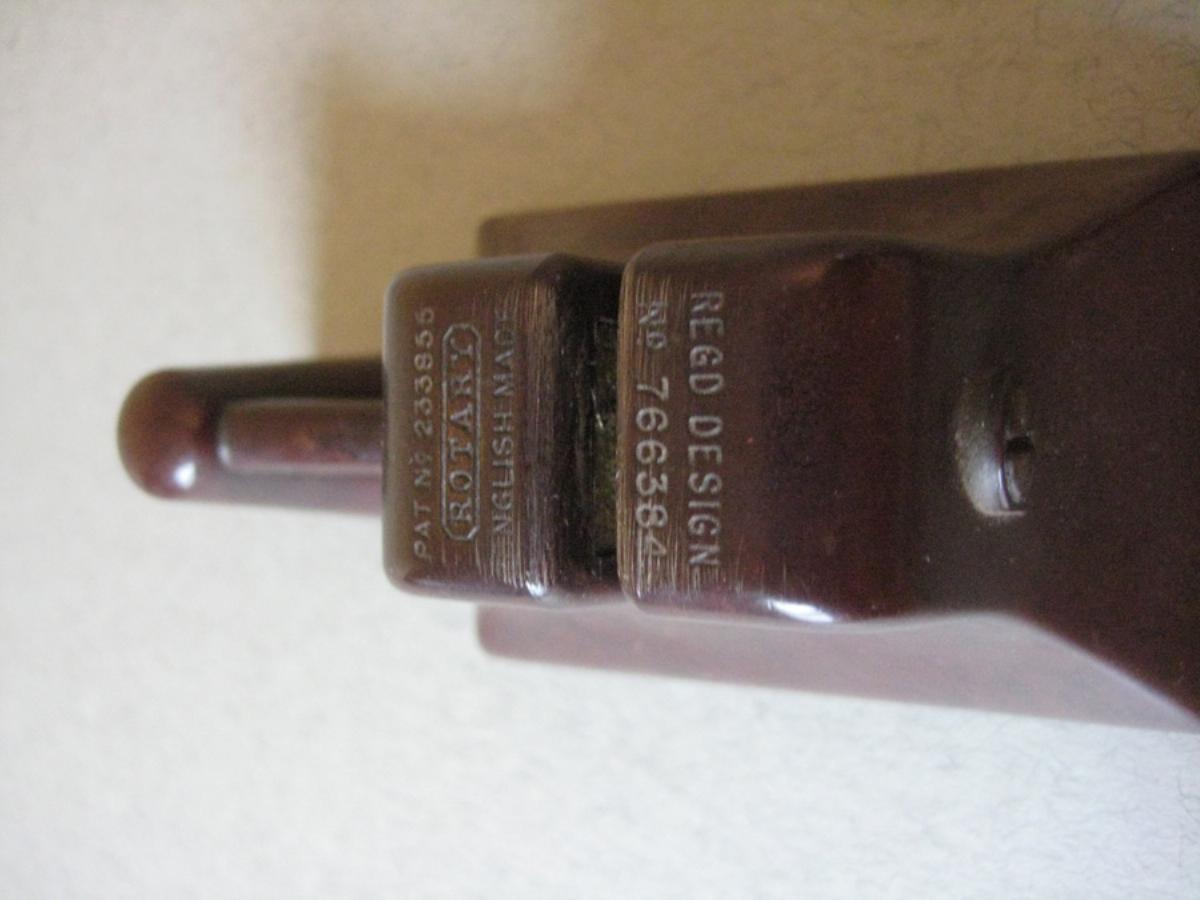 PAT Nº 233855
ROTARY
NGLISH MADE
REGD DESIGN
Nº 766384